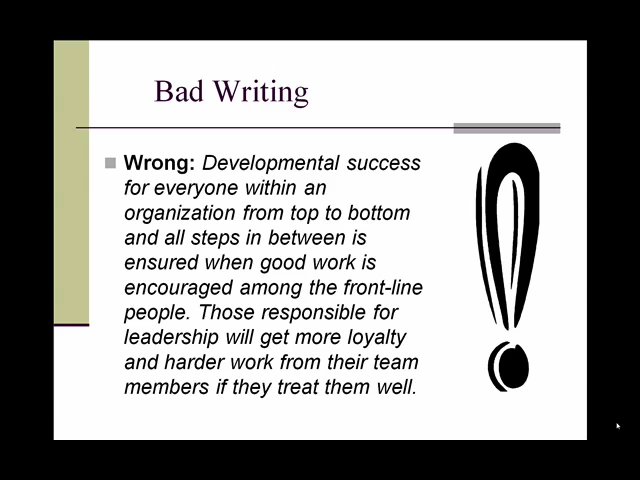 Bad Writing
Wrong: Developmental success
for everyone within an
organization from top to bottom
and all steps in between is
ensured when good work is
encouraged among the front-line
people. Those responsible for
leadership will get more loyalty
and harder work from their team
members if they treat them well.